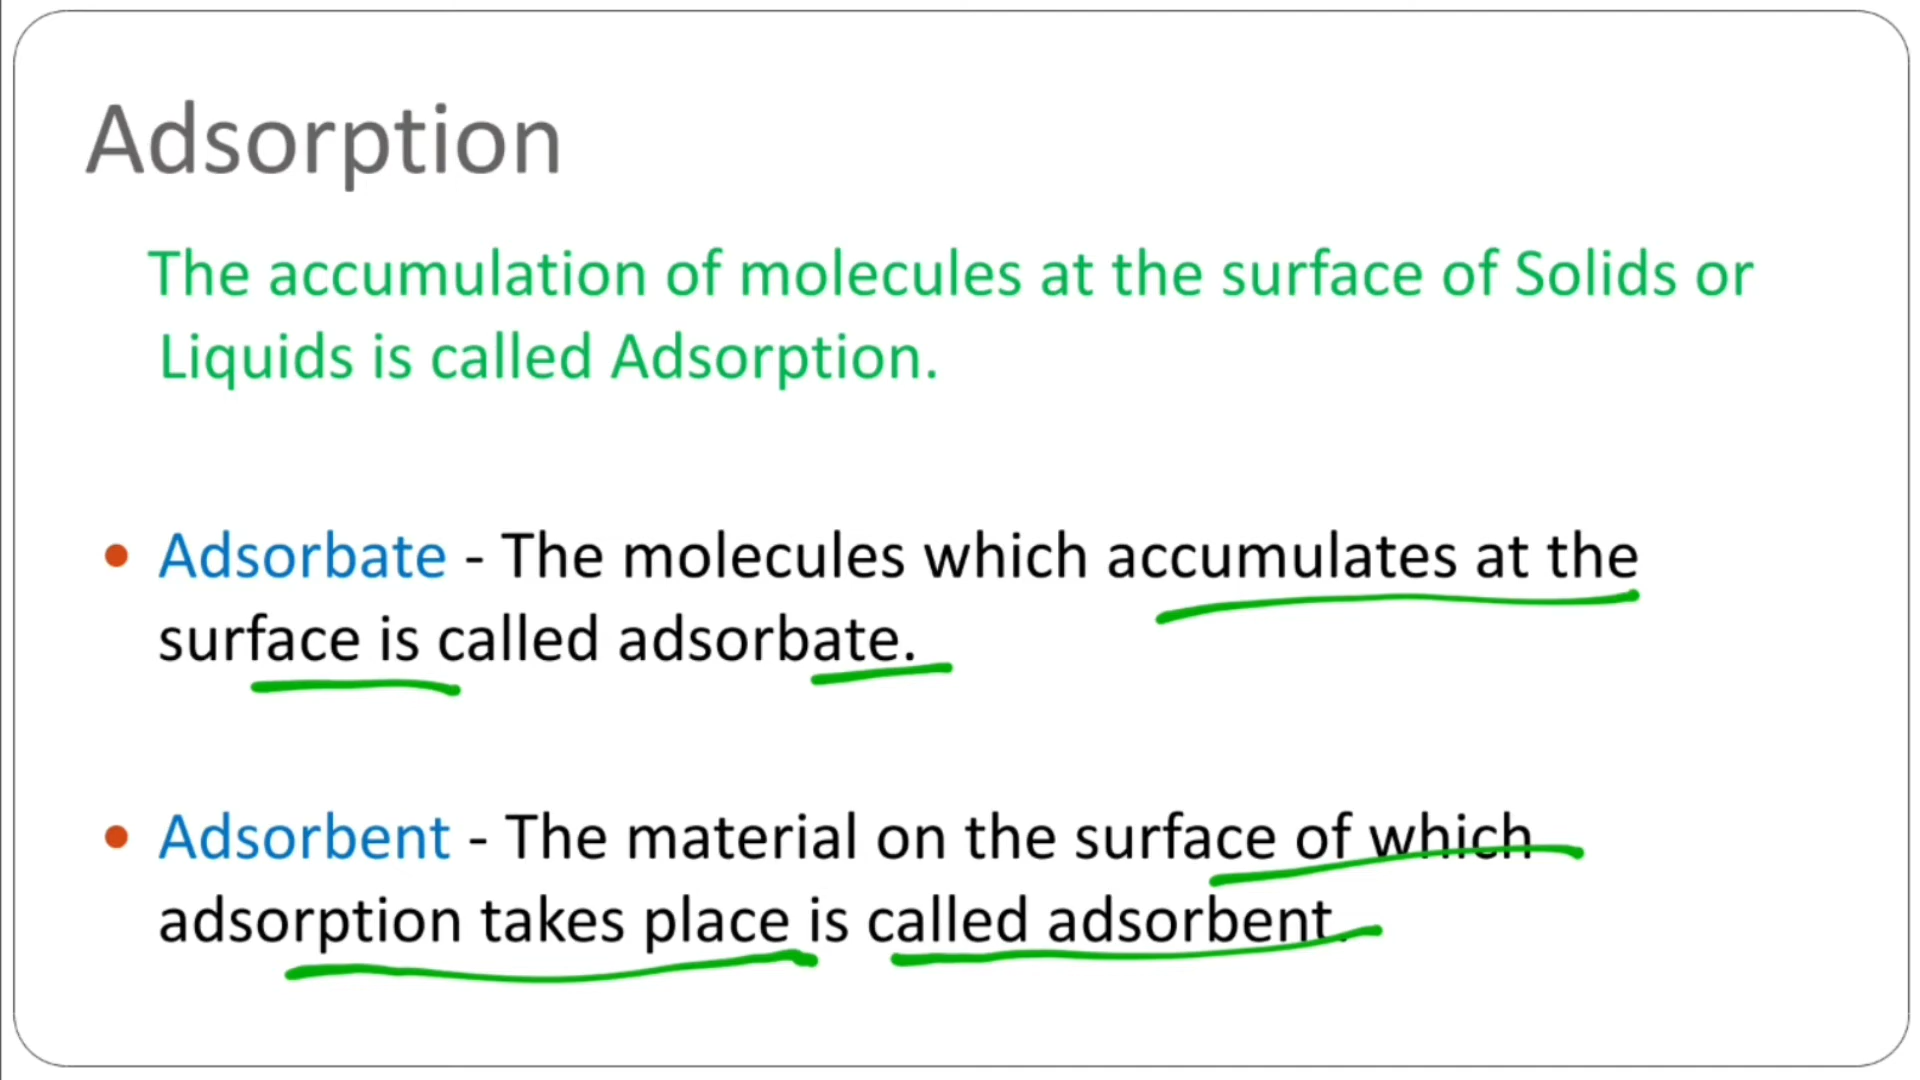 Adsorption
The accumulation of molecules at the surface of Solids or
Liquids is called Adsorption.
• Adsorbate - The molecules which accumulates at the
surface is called adsorbate.
• Adsorbent - The material on the surface of which
adsorption takes place is called adsorbent.